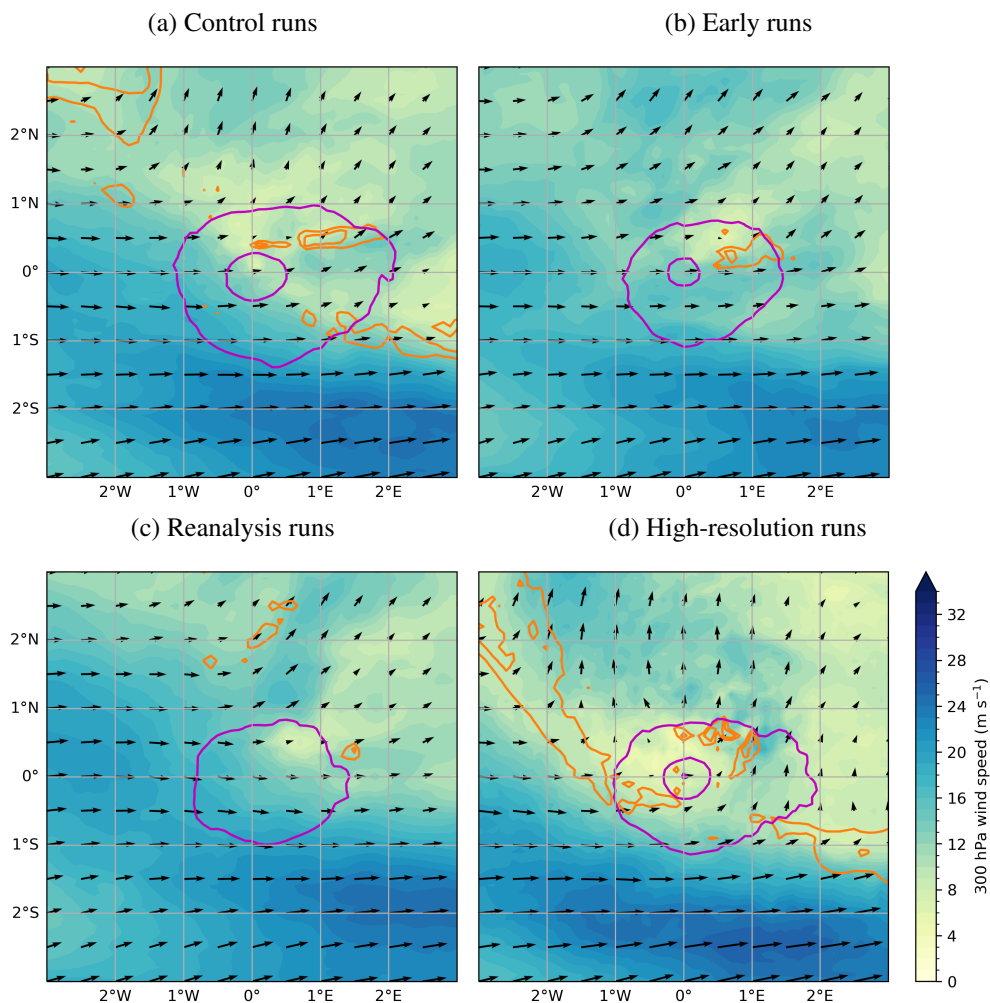 (a) Control runs
(b) Early runs
2°N
1°N
0°
1°S
2°S
2°W 1°W 0° 1°E 2°E
2°W 1°W 0° 1°E 2°E
(c) Reanalysis runs
(d) High-resolution runs
2°N
1°N
0°
1°S
2°S
2°W 1°W 0° 1°E 2°E
2°W 1°W 0° 1°E 2°E
32
28
24
20
16
12
8
4
0
300 hPa wind speed (m s⁻¹)